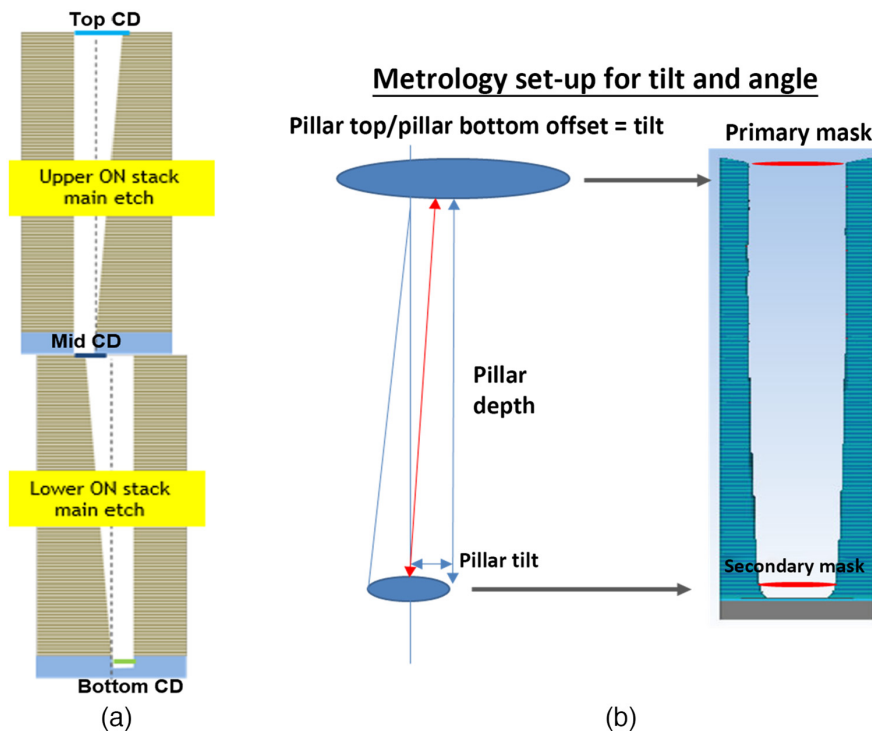 Top CD
Upper ON stack
main etch
Mid CD
Lower ON stack
main etch
Bottom CD
(a)
Metrology set-up for tilt and angle
Pillar top/pillar bottom offset = tilt
Primary mask
Pillar
depth
Pillar tilt
Secondary mask
(b)